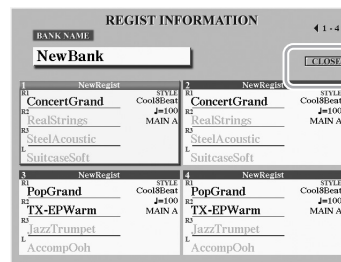 REGIST INFORMATION
BANK NAME
1 - 4
NewBank
CLOSE
1 NewRegist
R1 STYLE
ConcertGrand Cool8Beat
R2 ♩=100
RealStrings MAIN A
R3
SteelAcoustic
L
SuitcaseSoft
2 NewRegist
R1 STYLE
ConcertGrand Cool8Beat
R2 ♩=100
RealStrings MAIN A
R3
SteelAcoustic
L
SuitcaseSoft
3 NewRegist
R1 STYLE
PopGrand Cool8Beat
R2 ♩=100
TX-EPWarm MAIN A
R3
JazzTrumpet
L
AccompOoh
4 NewRegist
R1 STYLE
PopGrand Cool8Beat
R2 ♩=100
TX-EPWarm MAIN A
R3
JazzTrumpet
L
AccompOoh